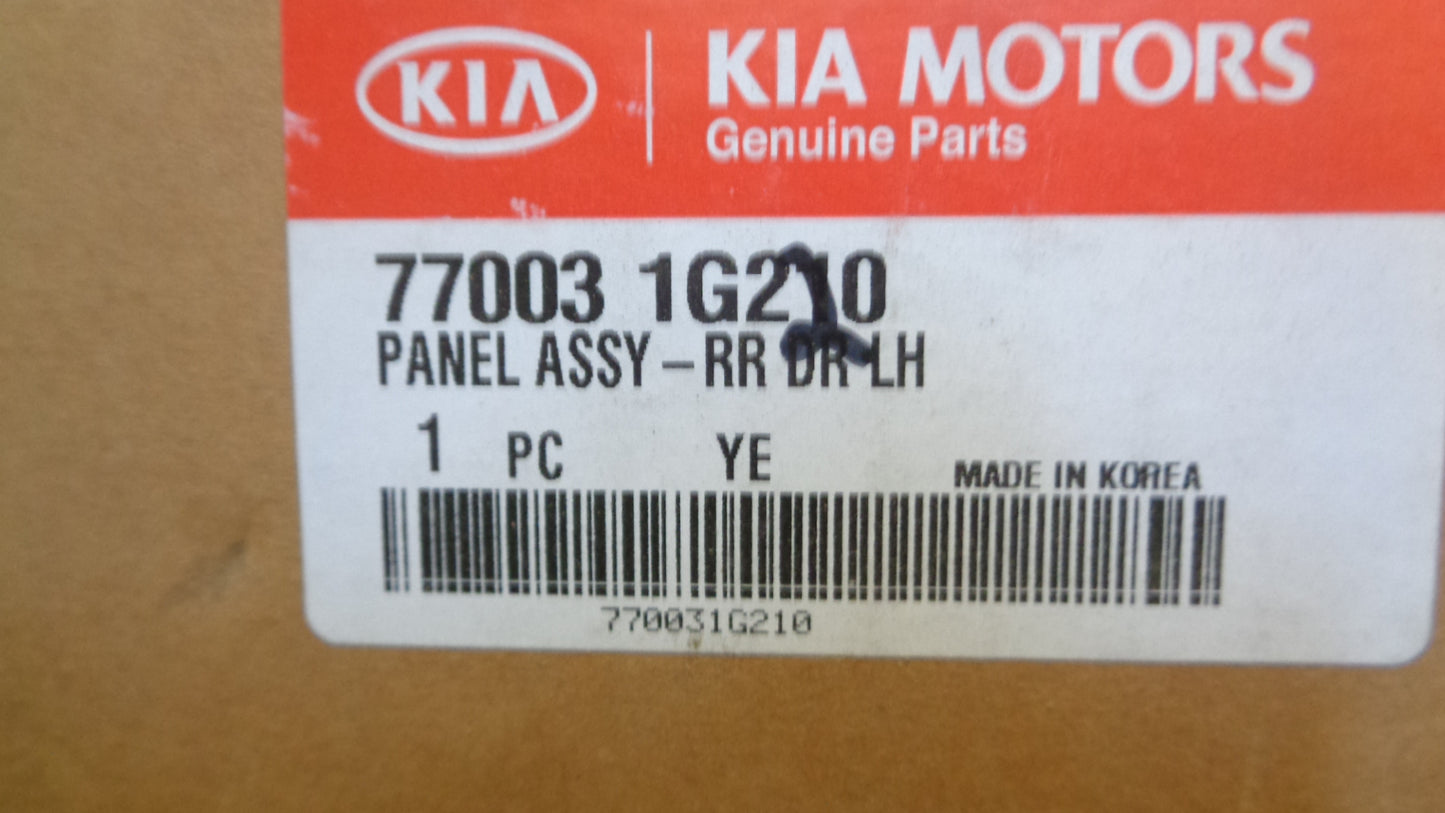 KIA
KIA MOTORS
Genuine Parts
77003 1G210
PANEL ASSY-RR DR LH
1 PC YE
MADE IN KOREA
770031G210